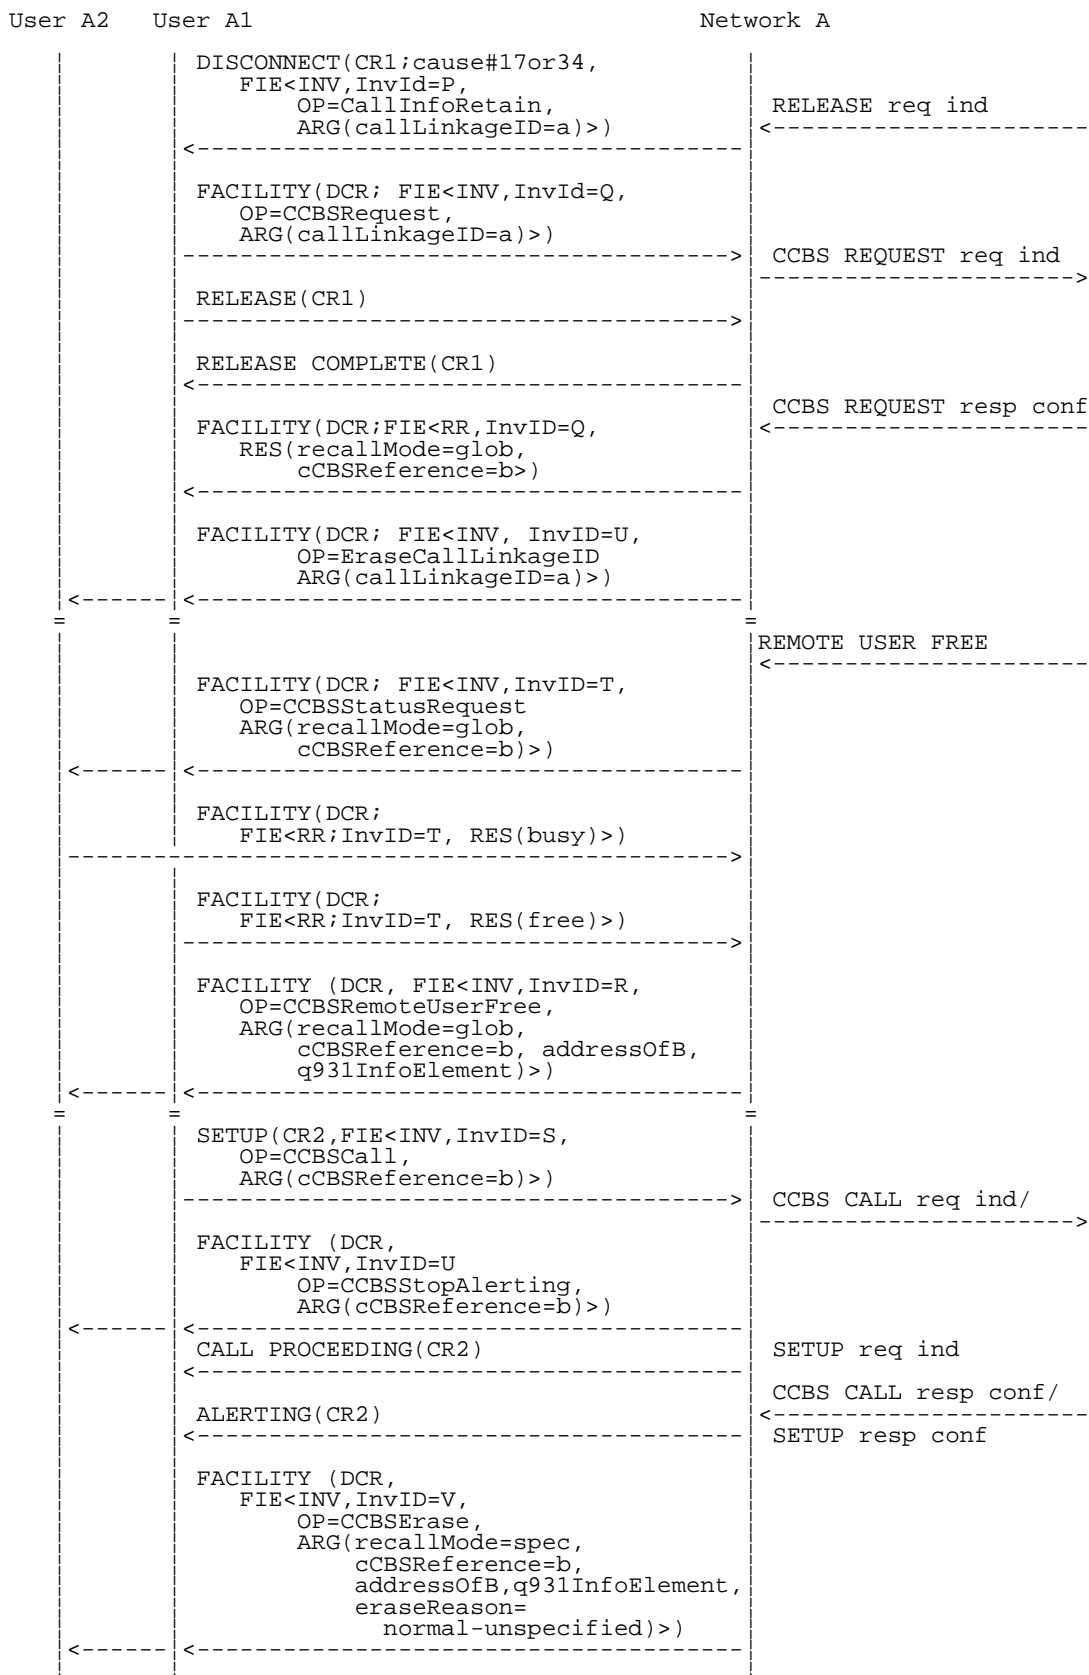 User A2 User A1 Network A
DISCONNECT(CR1;cause#17or34,
FIE<INV,InvId=P,
OP=CallInfoRetain,
RELEASE req ind
ARG(callLinkageID=a)>)
FACILITY(DCR; FIE<INV,InvId=Q,
OP=CCBSRequest,
ARG(callLinkageID=a)>)
CCBS REQUEST req ind
RELEASE(CR1)
RELEASE COMPLETE(CR1)
CCBS REQUEST resp conf
FACILITY(DCR;FIE<RR,InvID=Q,
RES(recallMode=glob,
cCBSReference=b>)
FACILITY(DCR; FIE<INV, InvID=U,
OP=EraseCallLinkageID
ARG(callLinkageID=a)>)
REMOTE USER FREE
FACILITY(DCR; FIE<INV,InvID=T,
OP=CCBSStatusRequest
ARG(recallMode=glob,
cCBSReference=b)>)
FACILITY(DCR;
FIE<RR;InvID=T, RES(busy)>)
FACILITY(DCR;
FIE<RR;InvID=T, RES(free)>)
FACILITY (DCR, FIE<INV,InvID=R,
OP=CCBSRemoteUserFree,
ARG(recallMode=glob,
cCBSReference=b, addressOfB,
q931InfoElement)>)
SETUP(CR2,FIE<INV,InvID=S,
OP=CCBSCall,
ARG(cCBSReference=b)>)
CCBS CALL req ind/
FACILITY (DCR,
FIE<INV,InvID=U
OP=CCBSStopAlerting,
ARG(cCBSReference=b)>)
CALL PROCEEDING(CR2)
SETUP req ind
CCBS CALL resp conf/
ALERTING(CR2)
SETUP resp conf
FACILITY (DCR,
FIE<INV,InvID=V,
OP=CCBSErase,
ARG(recallMode=spec,
cCBSReference=b,
addressOfB,q931InfoElement,
eraseReason=
normal-unspecified)>)